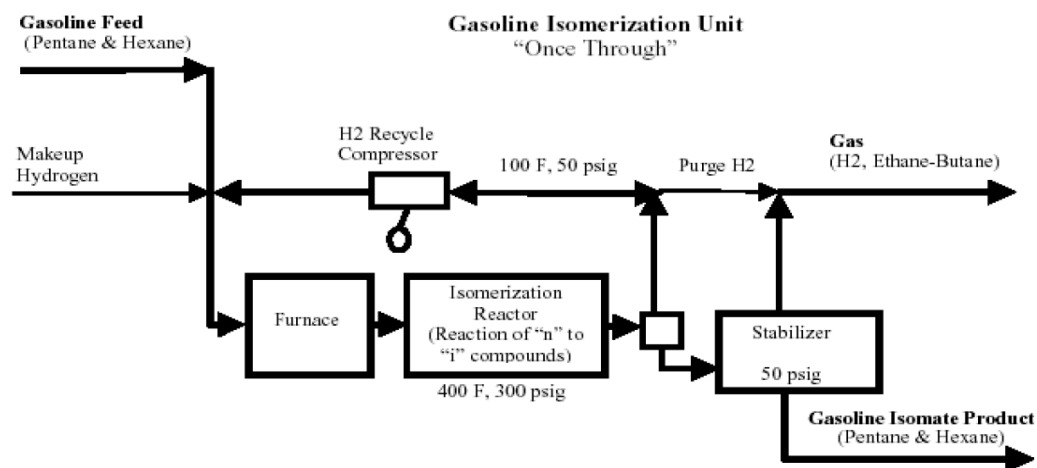 Gasoline Feed
(Pentane & Hexane)
Gasoline Isomerization Unit
“Once Through”
Makeup
Hydrogen
H2 Recycle
Compressor
100 F, 50 psig
Purge H2
Gas
(H2, Ethane-Butane)
Furnace
Isomerization
Reactor
(Reaction of “n” to
“i” compounds)
400 F, 300 psig
Stabilizer
50 psig
Gasoline Isomate Product
(Pentane & Hexane)